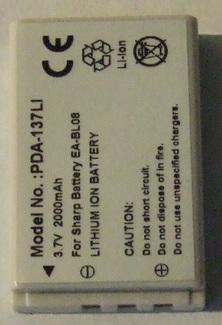 CE
Li-Ion
Model No.:PDA-137LI
3.7V 2000mAh
For Sharp Battery EA-BL08
LITHIUM ION BATTERY
CAUTION:
Do not short circuit.
Do not dispose of in fire.
Do not use in unspecified chargers.